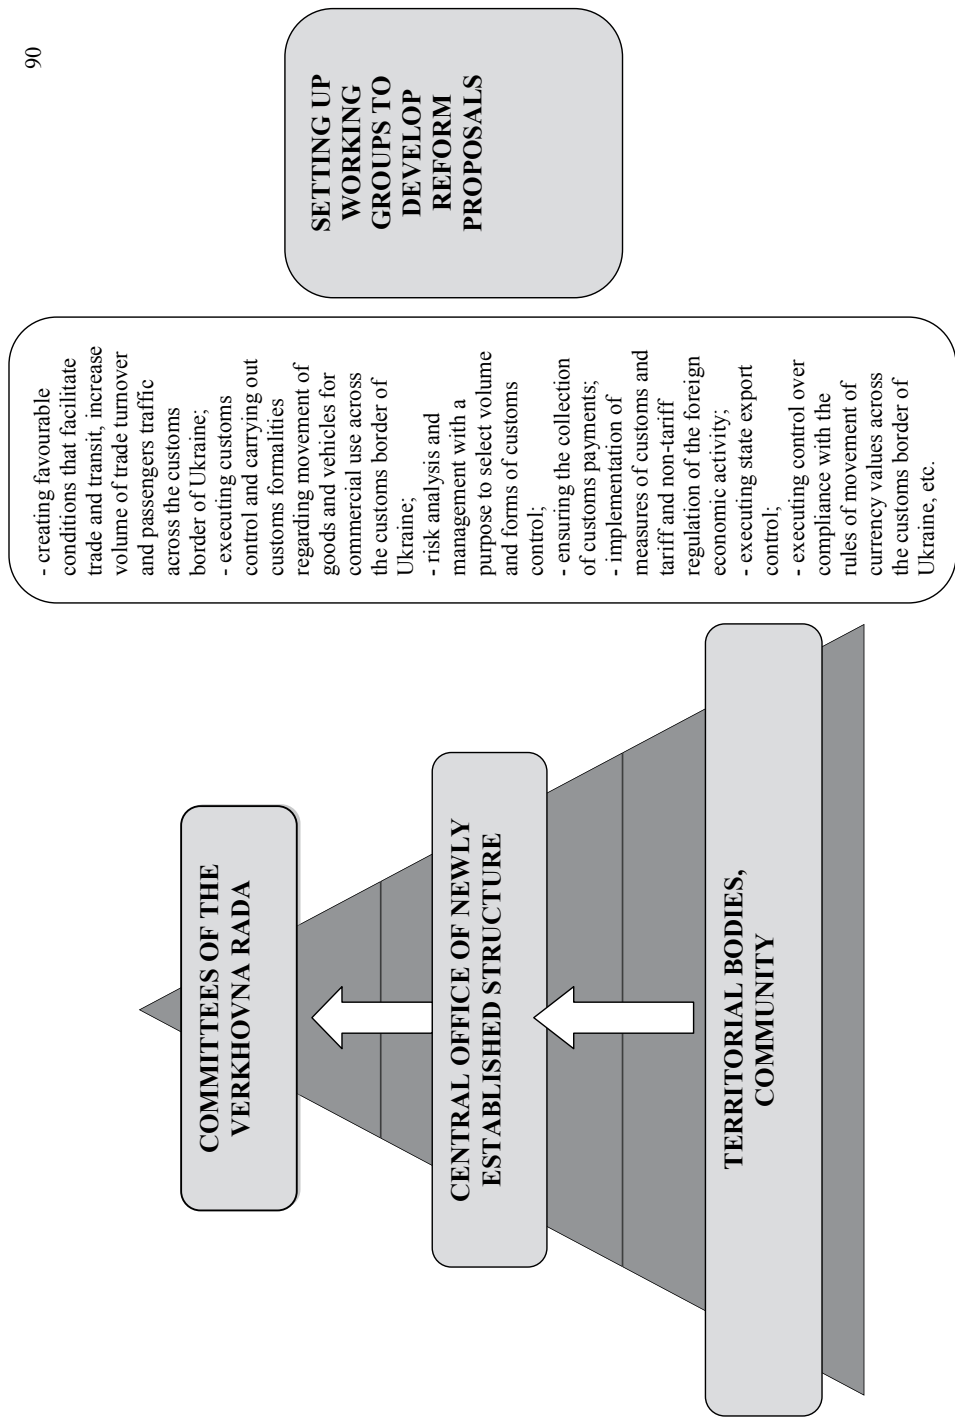 90
COMMITTEES OF THE
VERKHOVNA RADA
CENTRAL OFFICE OF NEWLY
ESTABLISHED STRUCTURE
TERRITORIAL BODIES,
COMMUNITY
- creating favourable
conditions that facilitate
trade and transit, increase
volume of trade turnover
and passengers traffic
across the customs
border of Ukraine;
- executing customs
control and carrying out
customs formalities
regarding movement of
goods and vehicles for
commercial use across
the customs border of
Ukraine;
- risk analysis and
management with a
purpose to select volume
and forms of customs
control;
- ensuring the collection
of customs payments;
- implementation of
measures of customs and
tariff and non-tariff
regulation of the foreign
economic activity;
- executing state export
control;
- executing control over
compliance with the
rules of movement of
currency values across
the customs border of
Ukraine, etc.
SETTING UP
WORKING
GROUPS TO
DEVELOP
REFORM
PROPOSALS